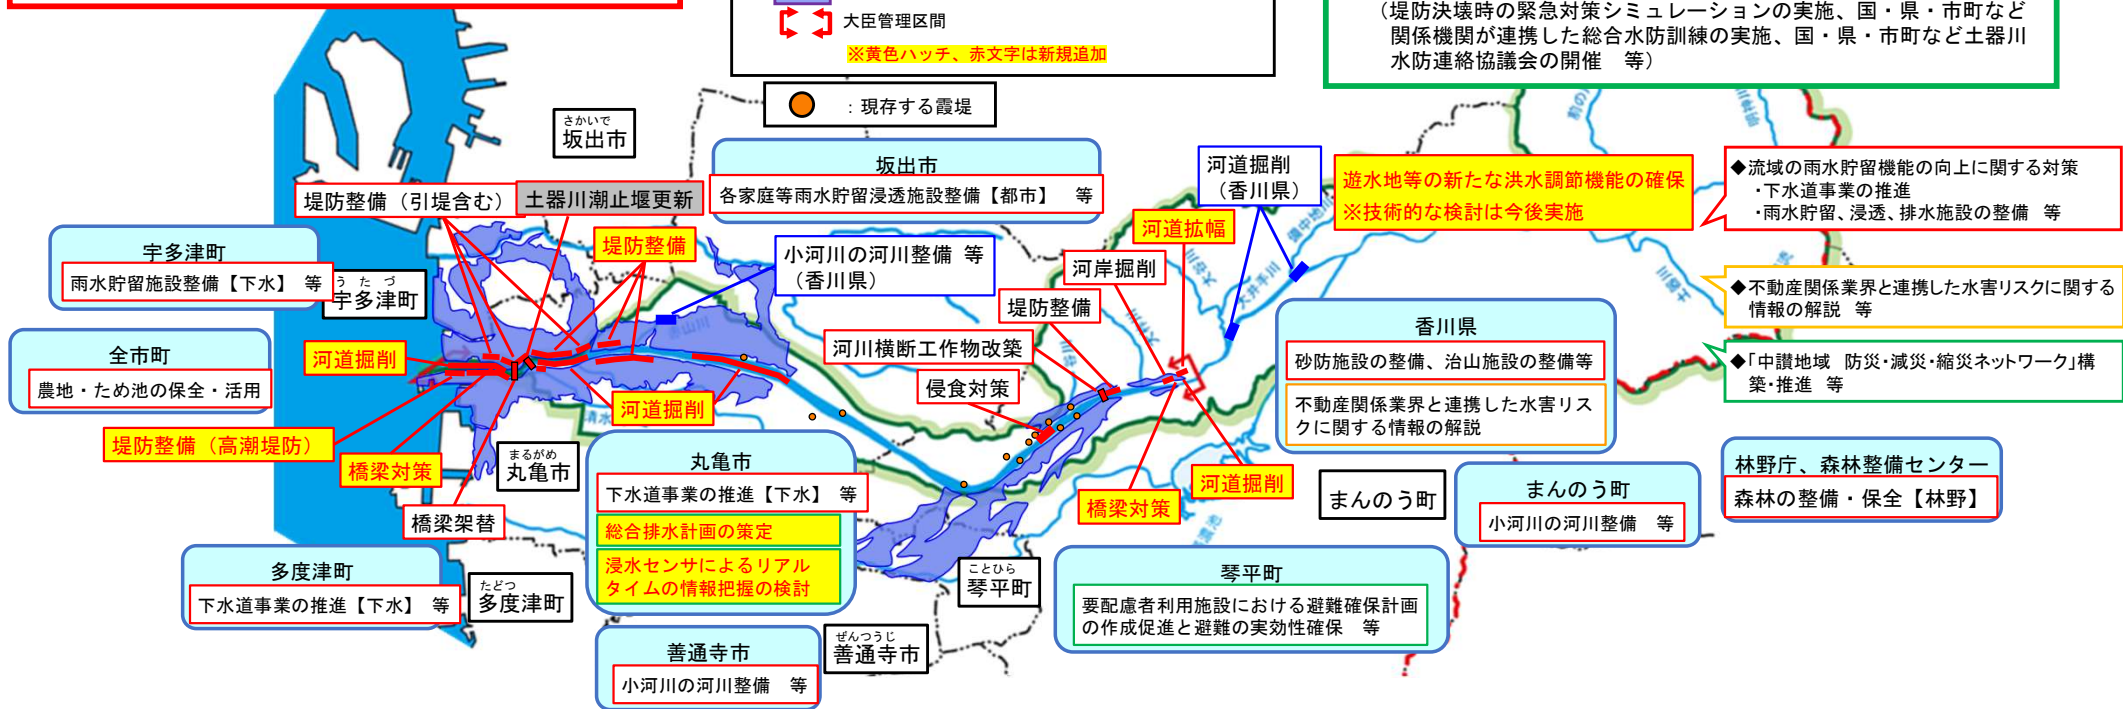 大臣管理区間
※黄色ハッチ、赤文字は新規追加
：現存する霞堤
（堤防決壊時の緊急対策シミュレーションの実施、国・県・市町など
関係機関が連携した総合水防訓練の実施、国・県・市町など土器川
水防連絡協議会の開催　等）
さかいで
坂出市
坂出市
各家庭等雨水貯留浸透施設整備【都市】　等
河道掘削
（香川県）
遊水地等の新たな洪水調節機能の確保
※技術的な検討は今後実施
◆流域の雨水貯留機能の向上に関する対策
・下水道事業の推進
・雨水貯留、浸透、排水施設の整備　等
堤防整備（引堤含む）
土器川潮止堰更新
堤防整備
小河川の河川整備　等
（香川県）
河道拡幅
河岸掘削
堤防整備
河川横断工作物改築
侵食対策
大井手川
備中地川
宇多津町
雨水貯留施設整備【下水】　等
うたづ
宇多津町
全市町
農地・ため池の保全・活用
河道掘削
河道掘削
堤防整備（高潮堤防）
橋梁対策
橋梁架替
まるがめ
丸亀市
丸亀市
下水道事業の推進【下水】　等
総合排水計画の策定
浸水センサによるリアル
タイムの情報把握の検討
多度津町
下水道事業の推進【下水】　等
たどつ
多度津町
善通寺市
小河川の河川整備　等
ぜんつうじ
善通寺市
ことひら
琴平町
橋梁対策
河道掘削
琴平町
要配慮者利用施設における避難確保計画
の作成促進と避難の実効性確保　等
香川県
砂防施設の整備、治山施設の整備等
不動産関係業界と連携した水害リス
クに関する情報の解説
まんのう町
まんのう町
小河川の河川整備　等
◆不動産関係業界と連携した水害リスクに関する
情報の解説　等
◆「中讃地域　防災・減災・縮災ネットワーク」構
築・推進　等
林野庁、森林整備センター
森林の整備・保全【林野】